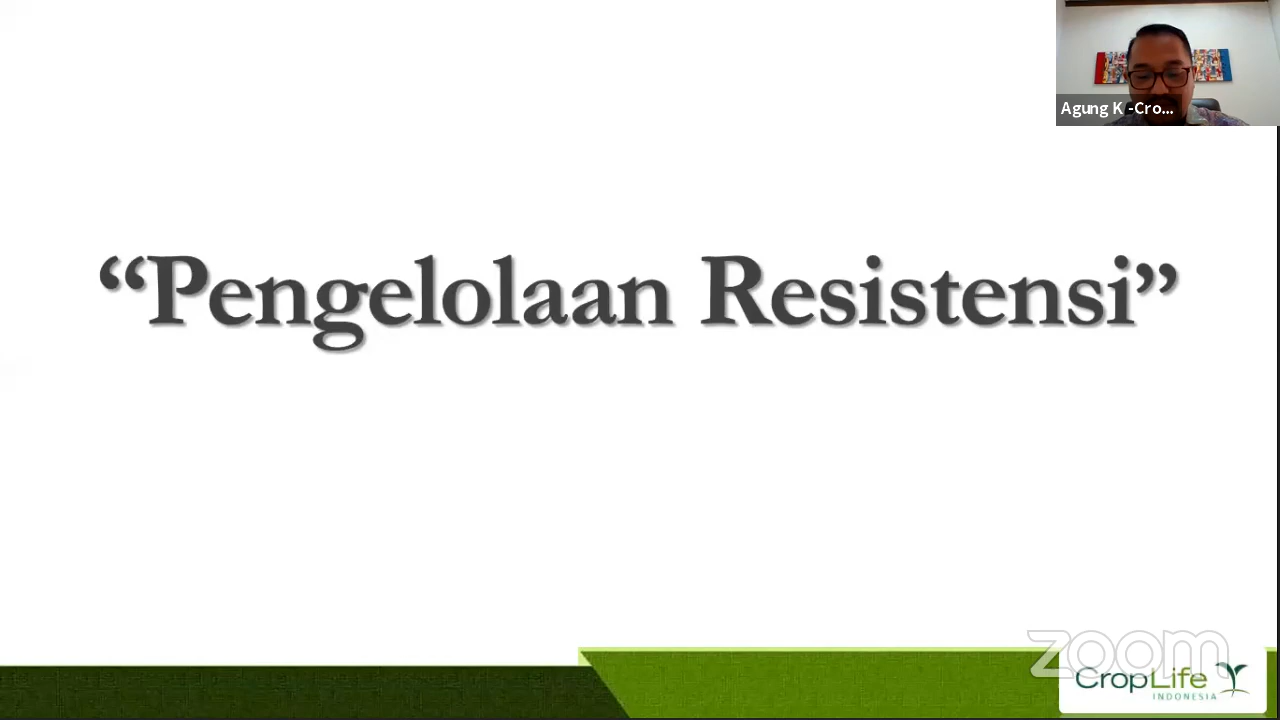 Agung K -Cro...
“Pengelolaan Resistensi”
zoom
CropLife
INDONESIA